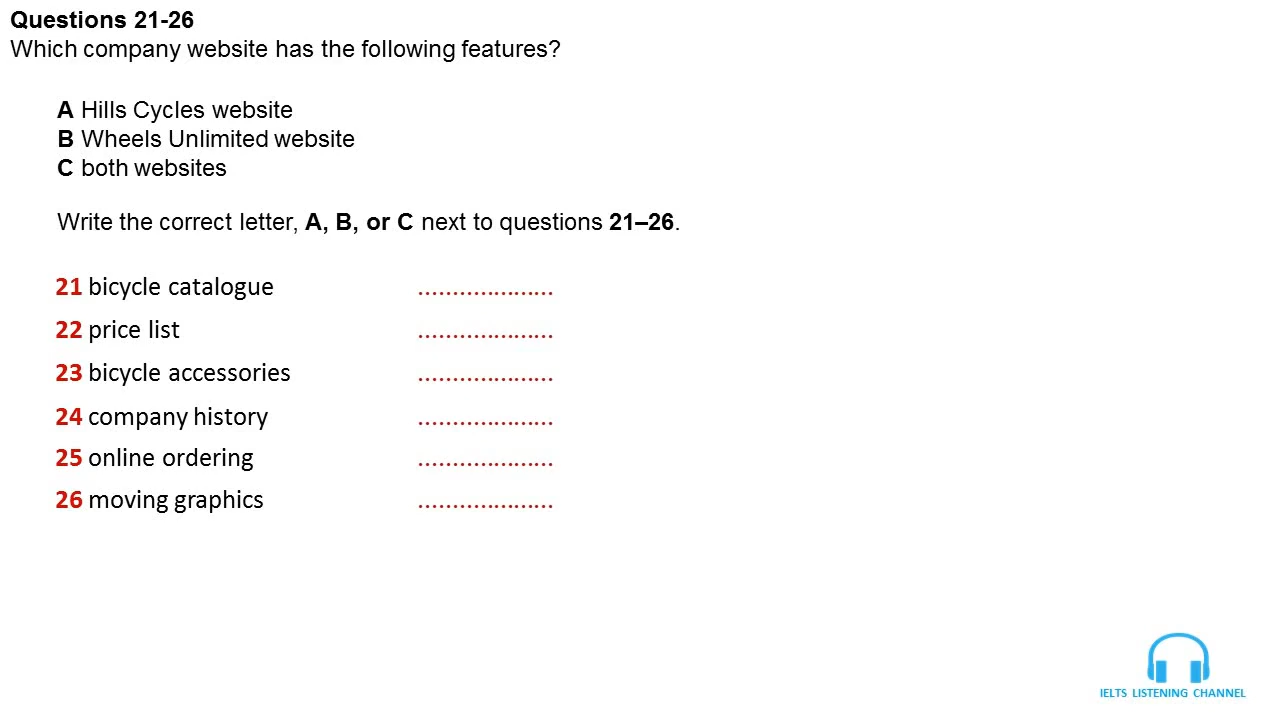 Questions 21-26
Which company website has the following features?
A Hills Cycles website
B Wheels Unlimited website
C both websites
Write the correct letter, A, B, or C next to questions 21–26.
21 bicycle catalogue ....................
22 price list ....................
23 bicycle accessories ....................
24 company history ....................
25 online ordering ....................
26 moving graphics ....................
IELTS LISTENING CHANNEL